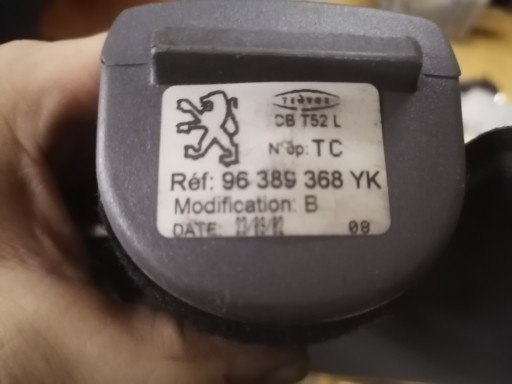 CB T52 L
N°op: TC
Réf: 96 389 368 YK
Modification: B
DATE: 08